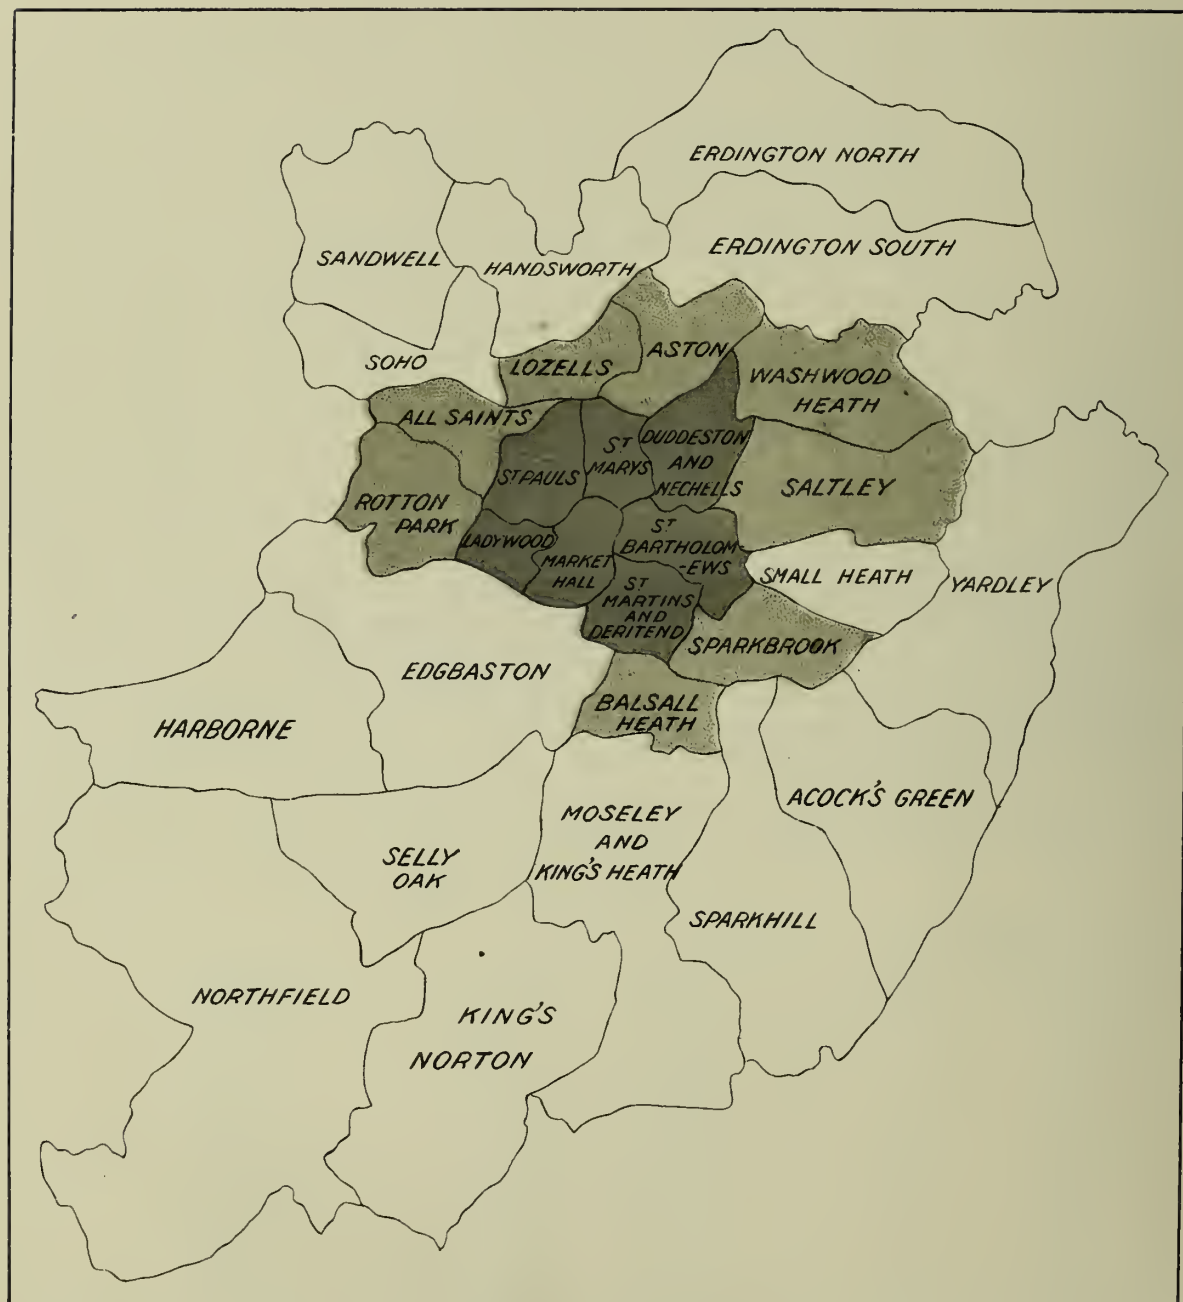 ERDINGTON NORTH
ERDINGTON SOUTH
SANDWELL
HANDSWORTH
SOHO
LOZELLS
ASTON
WASHWOOD
HEATH
ALL SAINTS
ST PAULS
ST
MARYS
DUDDESTON
AND
NECHELLS
SALTLEY
ROTTON
PARK
LADYWOOD
MARKET
HALL
ST
BARTHOLOM
-EWS
SMALL HEATH
YARDLEY
ST
MARTINS
AND
DERITEND
SPARKBROOK
EDGBASTON
BALSALL
HEATH
HARBORNE
ACOCK'S GREEN
MOSELEY
AND
KING'S HEATH
SELLY
OAK
SPARKHILL
NORTHFIELD
KING'S
NORTON